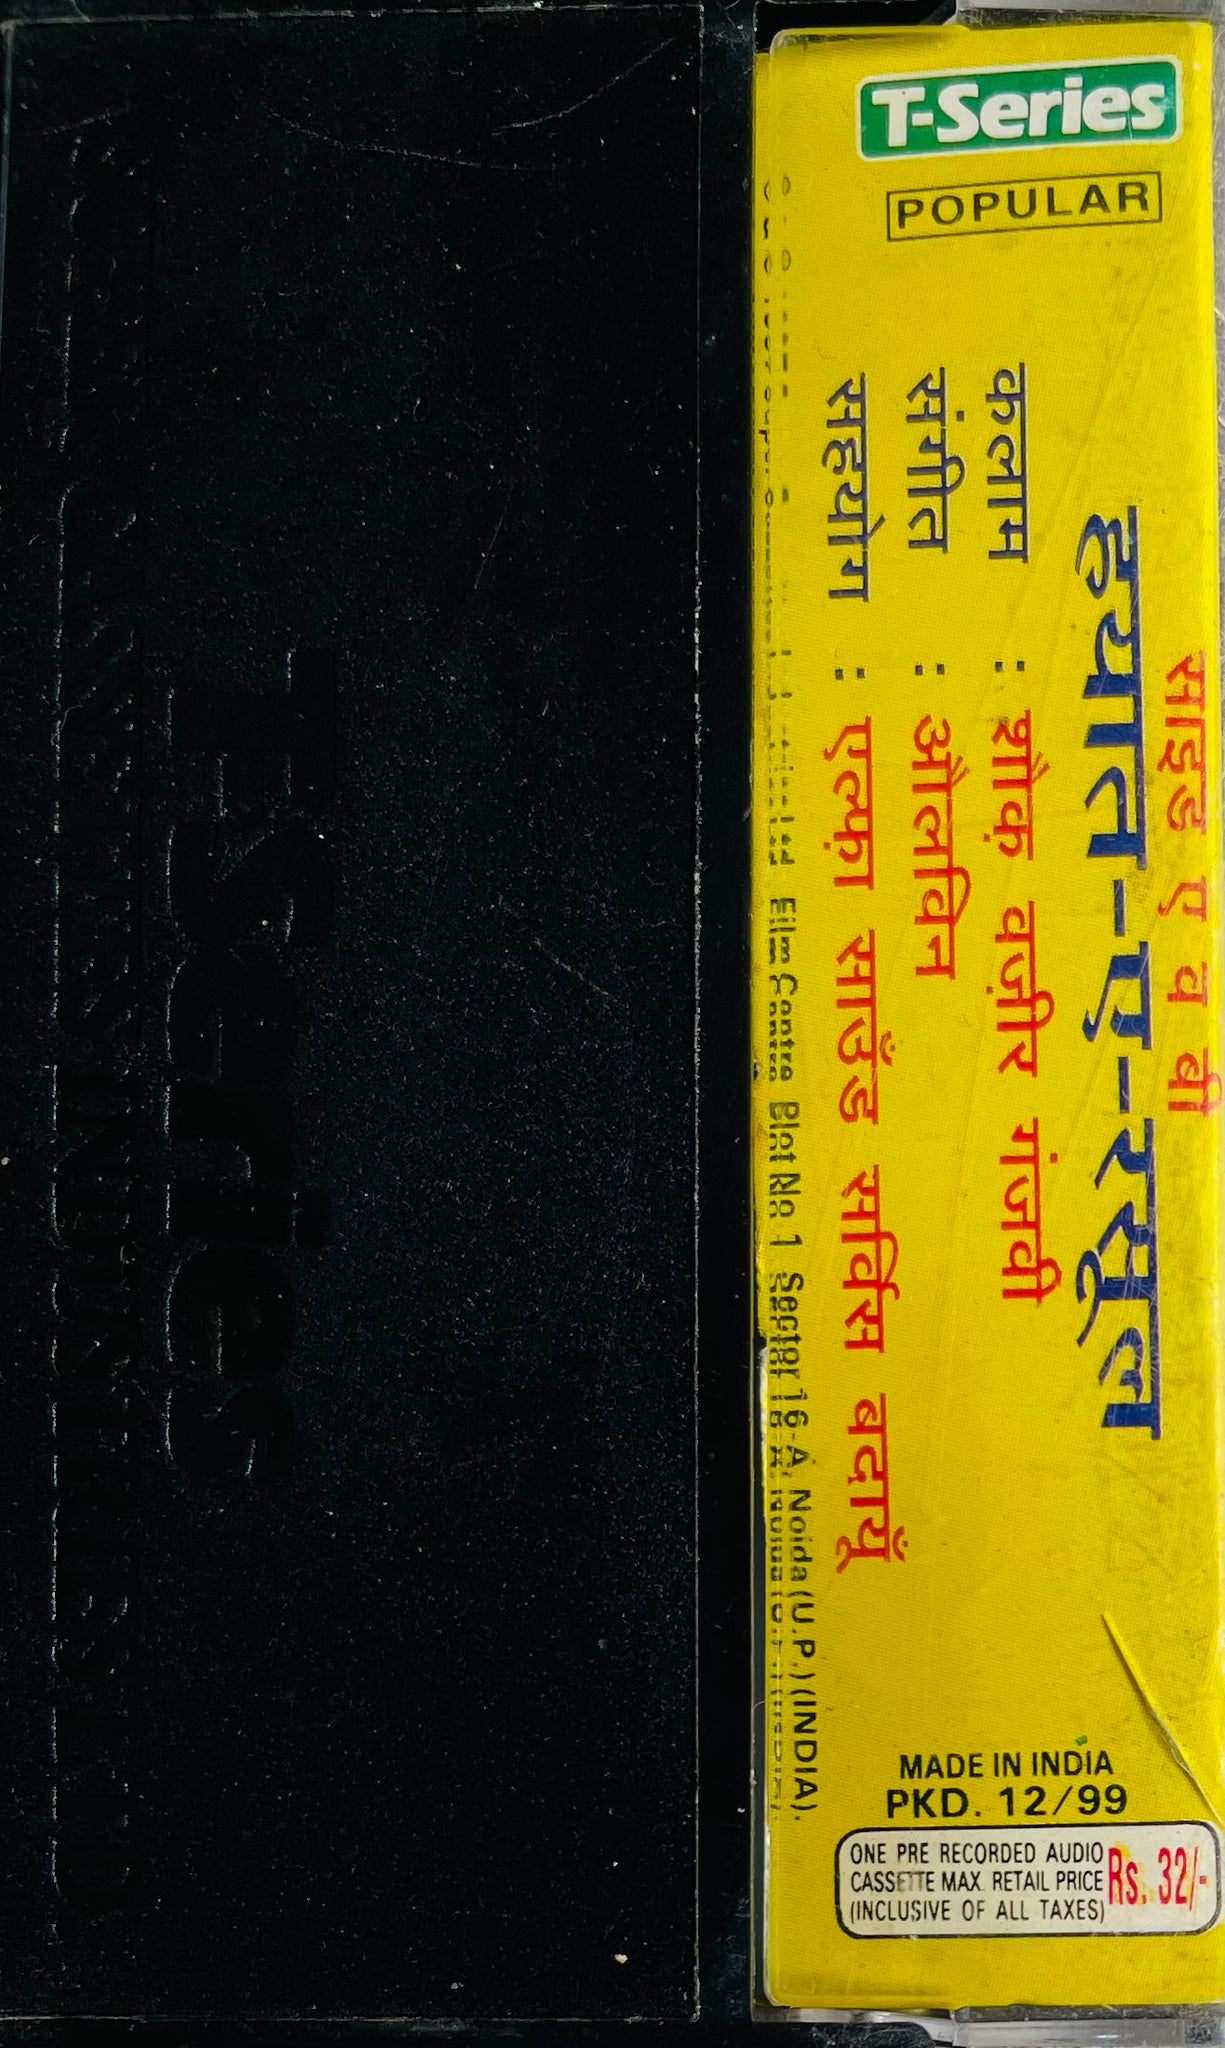 T-Series
POPULAR
साइड ए व बी
हयात-ए-रसूल
कलाम : शौक़ वज़ीर गंजवी
संगीत : औलविन
सहयोग : एल्फ़ा साउँड सर्विस बदायूँ
Film Centre Plot No. 1 Sector 16-A, Noida (U.P.) (INDIA).
MADE IN INDIA
PKD. 12/99
ONE PRE RECORDED AUDIO
CASSETTE MAX. RETAIL PRICE Rs. 32/-
(INCLUSIVE OF ALL TAXES)
T-Series